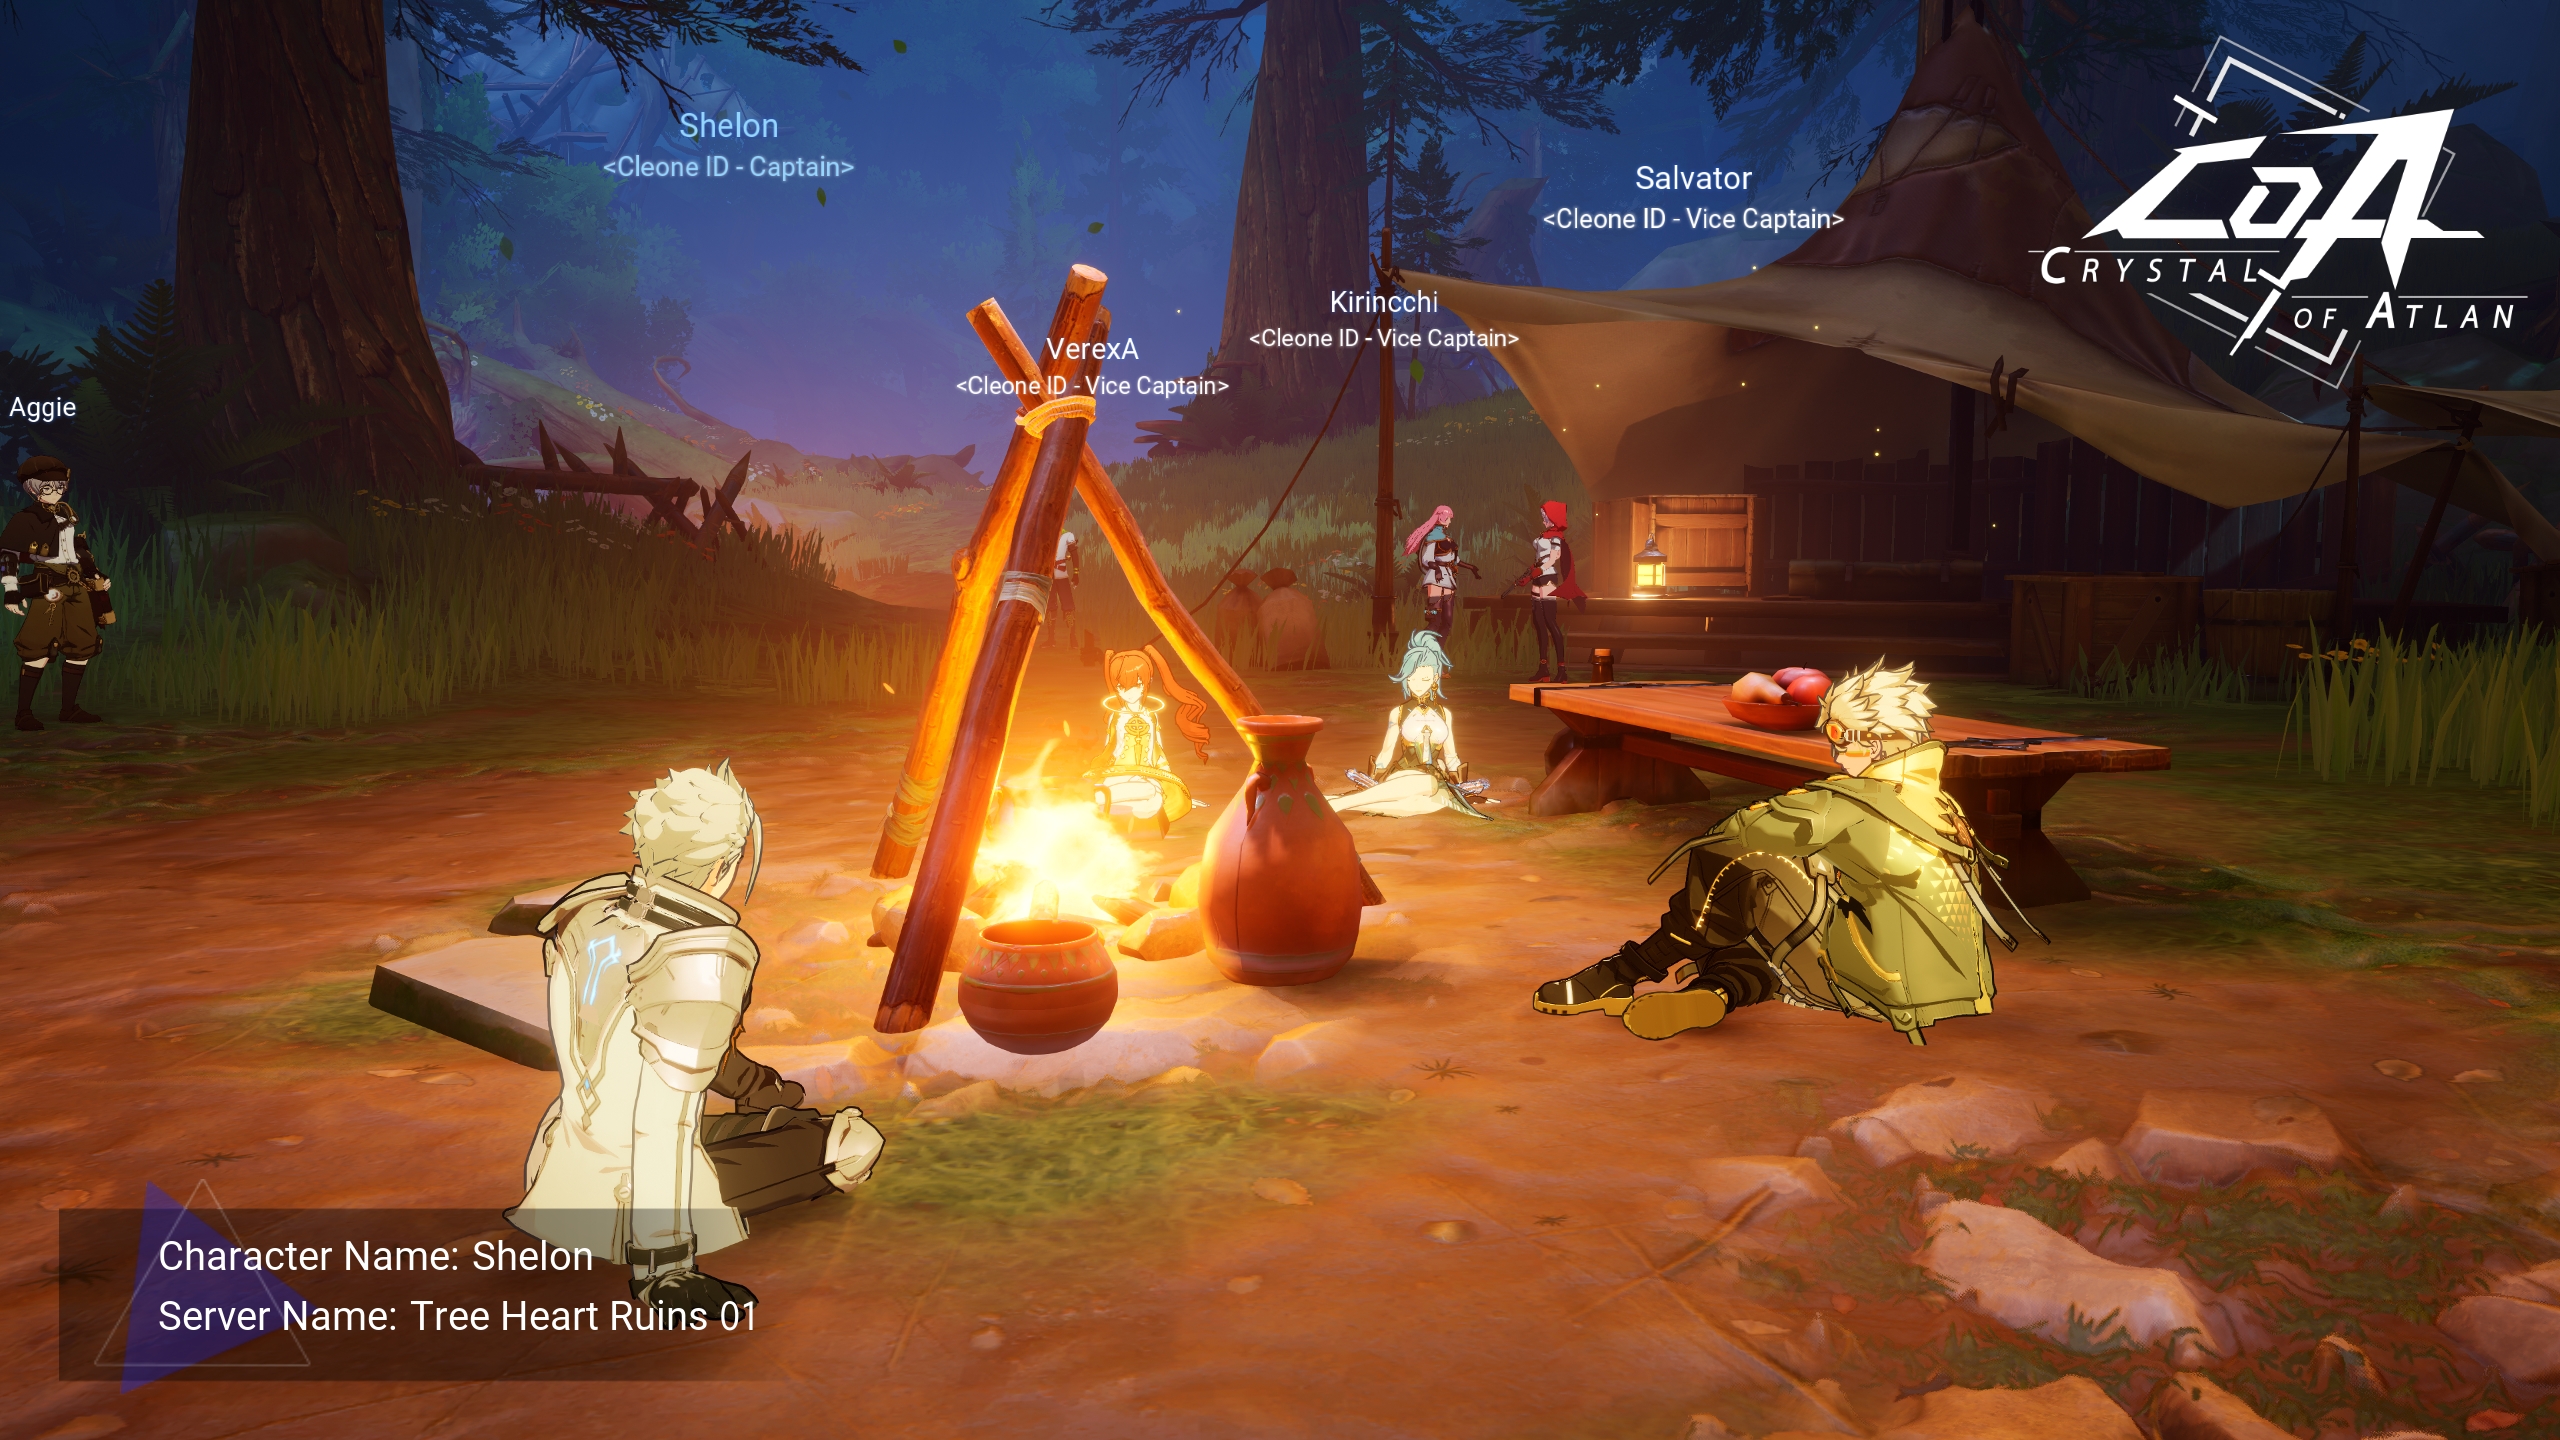 Shelon
<Cleone ID - Captain>
Salvator
<Cleone ID - Vice Captain>
Kirincchi
<Cleone ID - Vice Captain>
VerexA
<Cleone ID - Vice Captain>
Aggie
CoA
CRYSTAL
OF ATLAN
Character Name: Shelon
Server Name: Tree Heart Ruins 01